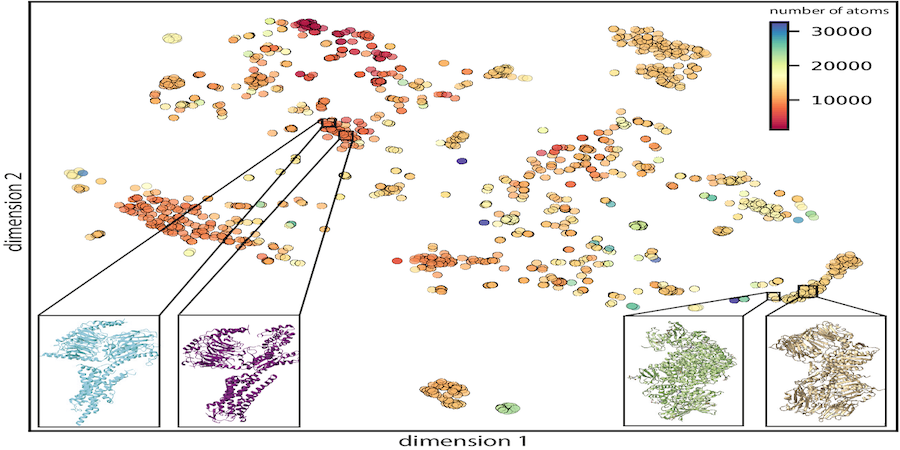 number of atoms
30000
20000
10000
dimension 2
dimension 1